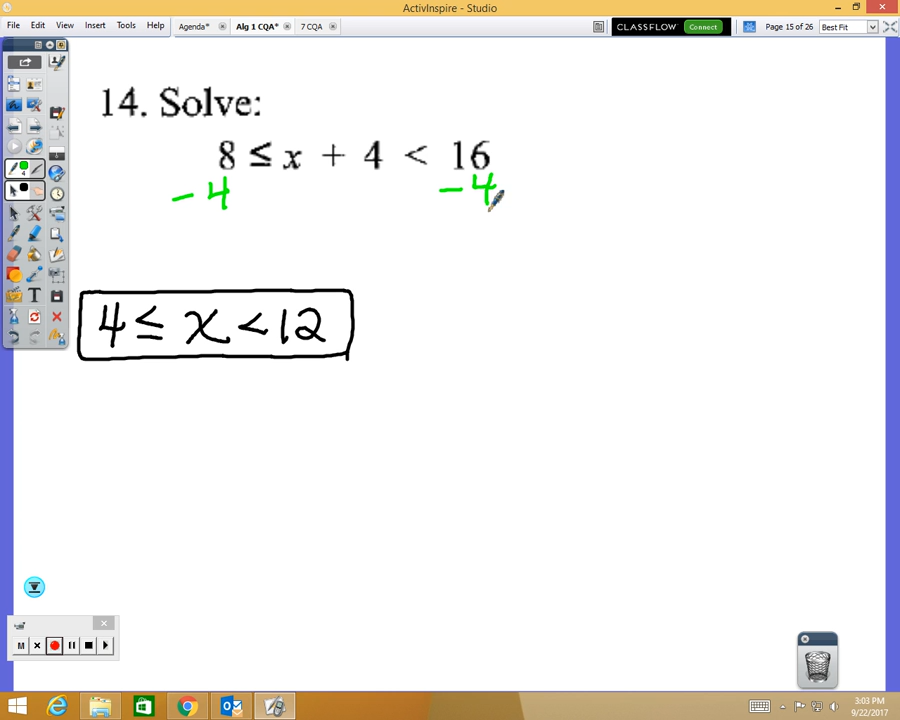 ActivInspire - Studio
File Edit View Insert Tools Help Agenda* Alg 1 CQA* 7 CQA CLASSFLOW Connect Page 15 of 26 Best Fit
14. Solve:
8 ≤ x + 4 < 16
-4 -4
4 ≤ x < 12
4
T
M
3:03 PM
9/22/2017